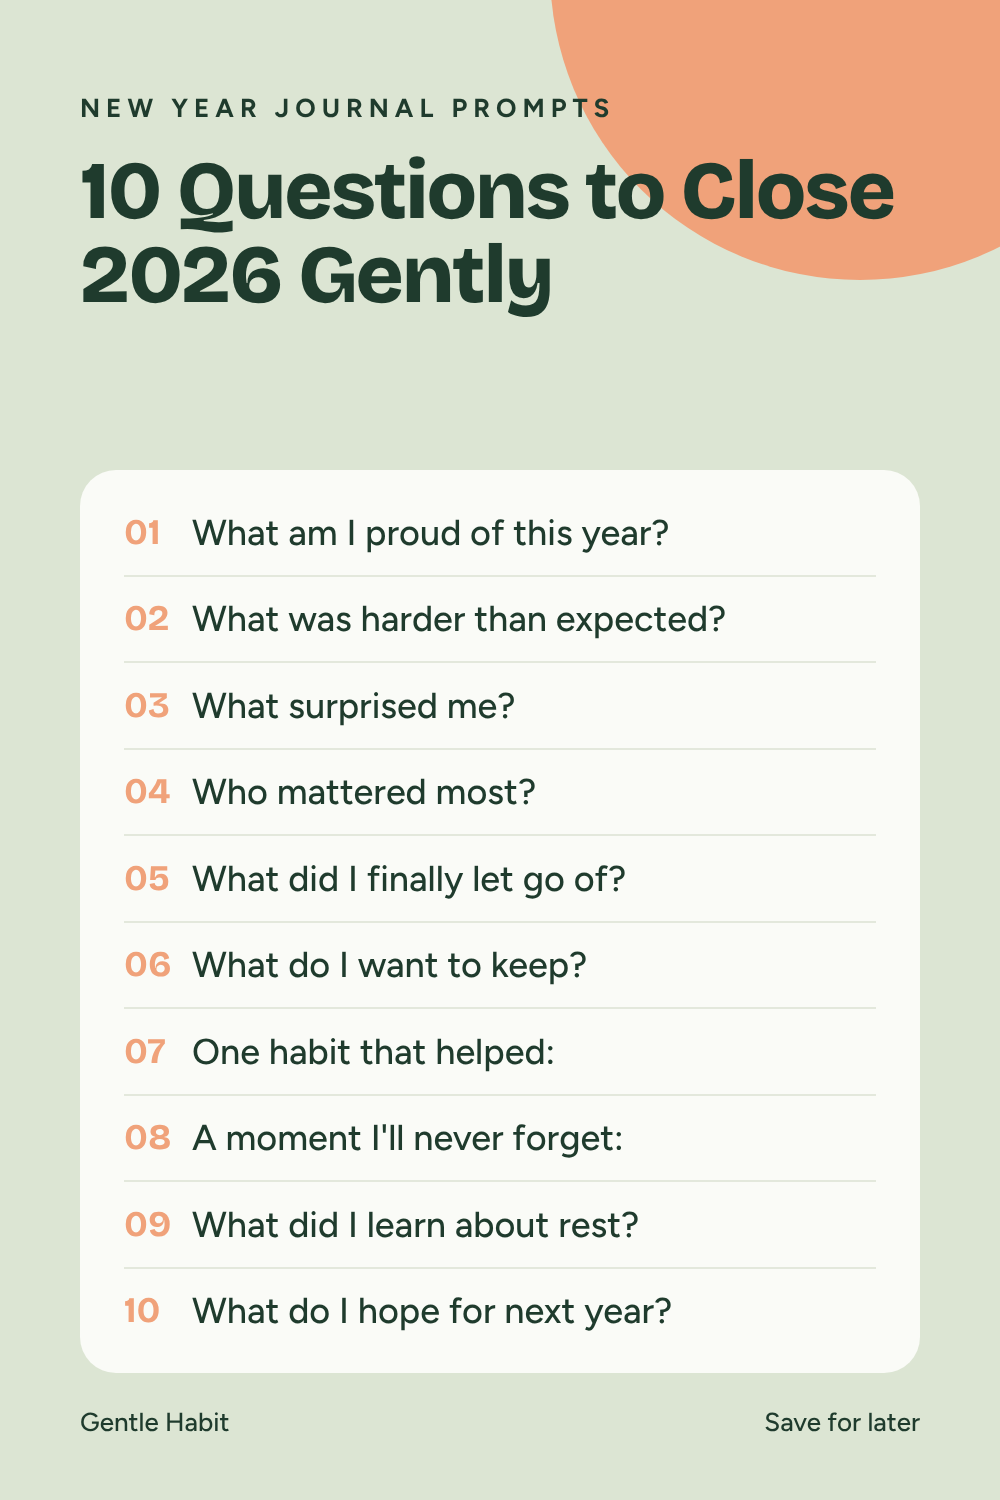 NEW YEAR JOURNAL PROMPTS
10 Questions to Close
2026 Gently
01 What am I proud of this year?
02 What was harder than expected?
03 What surprised me?
04 Who mattered most?
05 What did I finally let go of?
06 What do I want to keep?
07 One habit that helped:
08 A moment I'll never forget:
09 What did I learn about rest?
10 What do I hope for next year?
Gentle Habit
Save for later